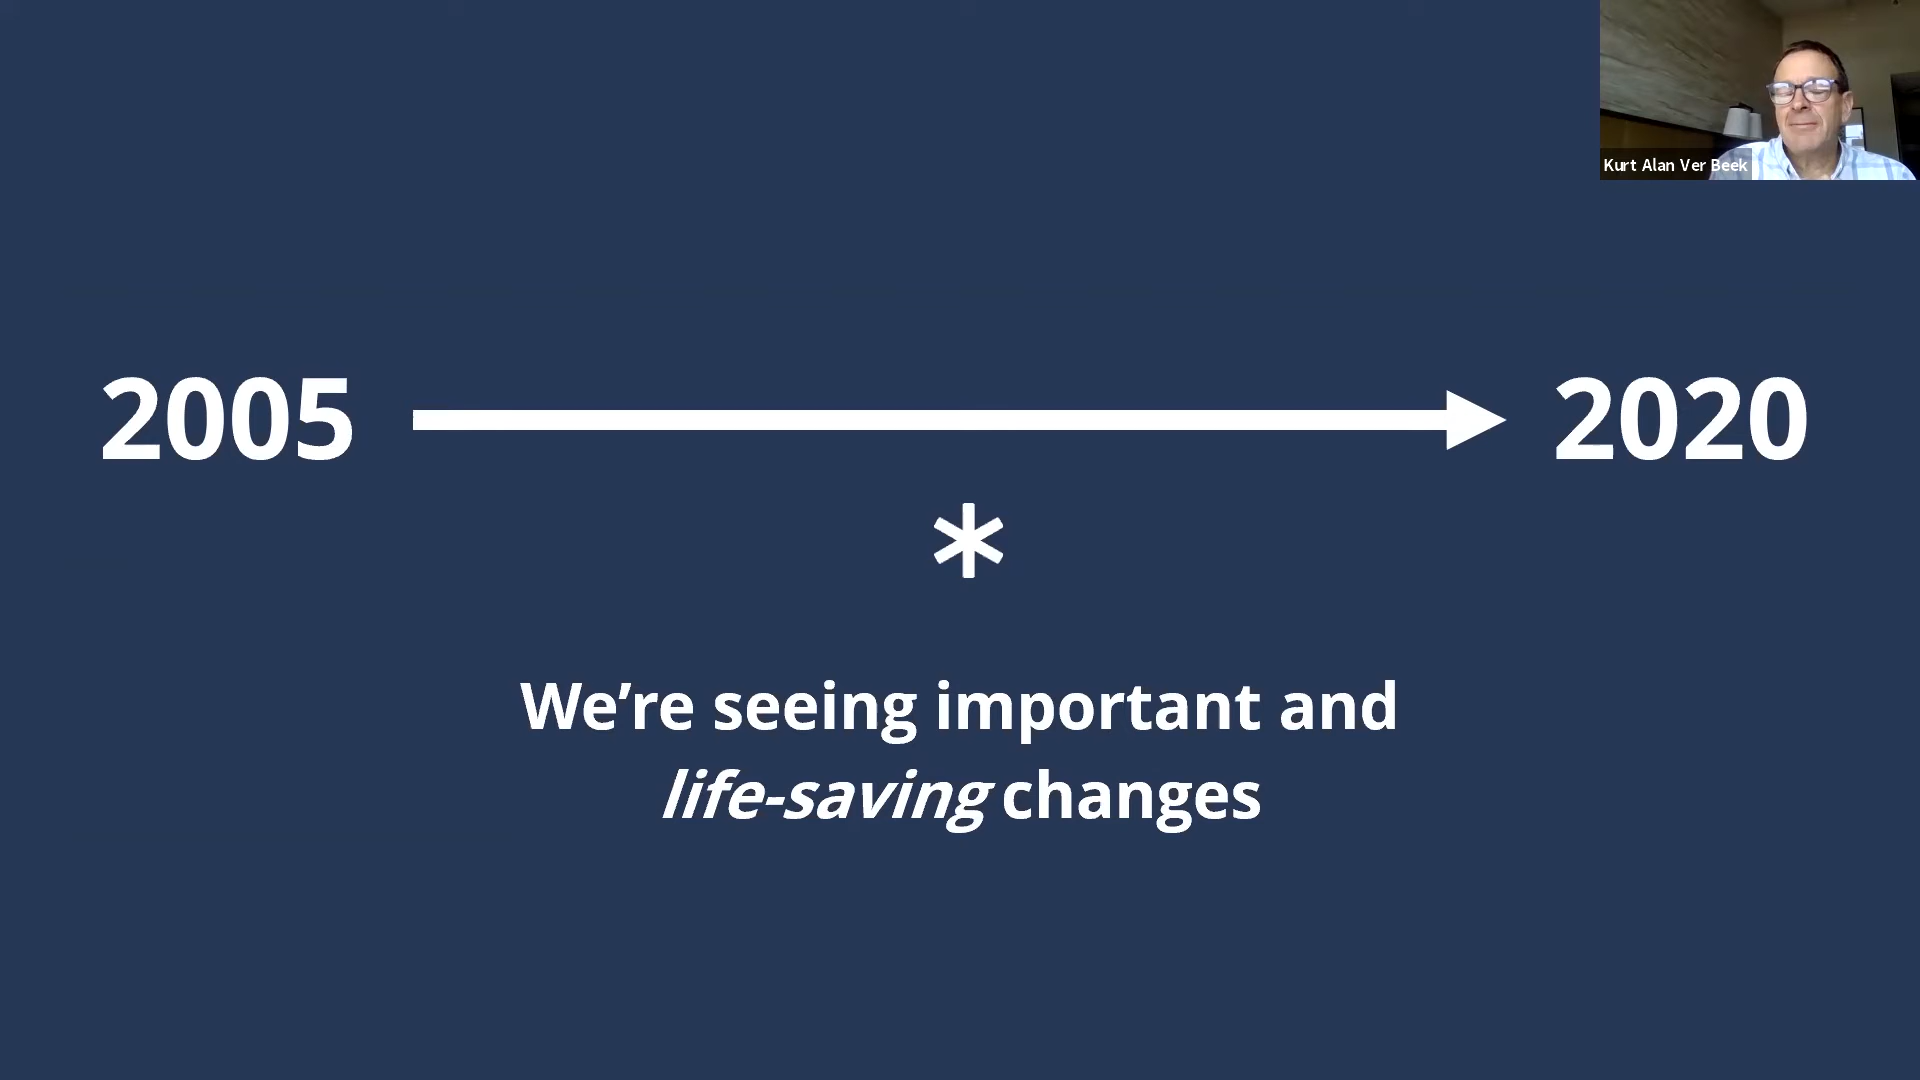 Kurt Alan Ver Beek
2005 2020
*
We’re seeing important and
life-saving changes